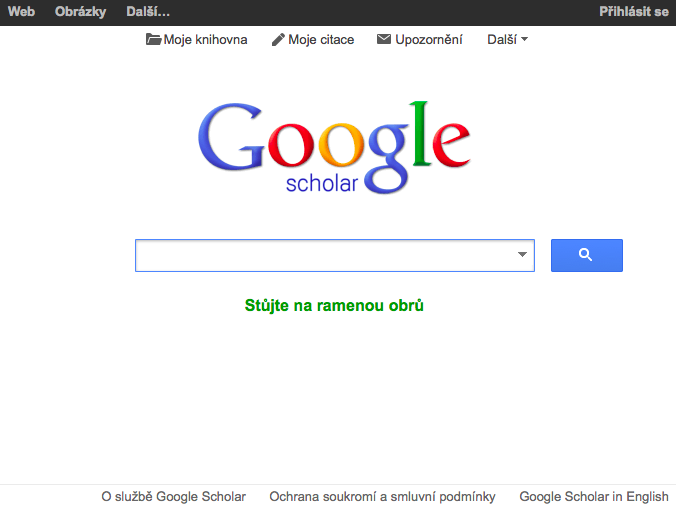 Web Obrázky Další… Přihlásit se
Moje knihovna Moje citace Upozornění Další
Google
scholar
Stůjte na ramenou obrů
O službě Google Scholar Ochrana soukromí a smluvní podmínky Google Scholar in English